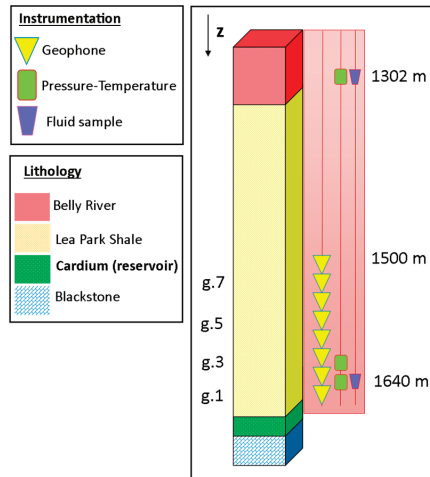 Instrumentation
Geophone
Pressure-Temperature
Fluid sample
Lithology
Belly River
Lea Park Shale
Cardium (reservoir)
Blackstone
z
1302 m
1500 m
g.7
g.5
g.3
1640 m
g.1